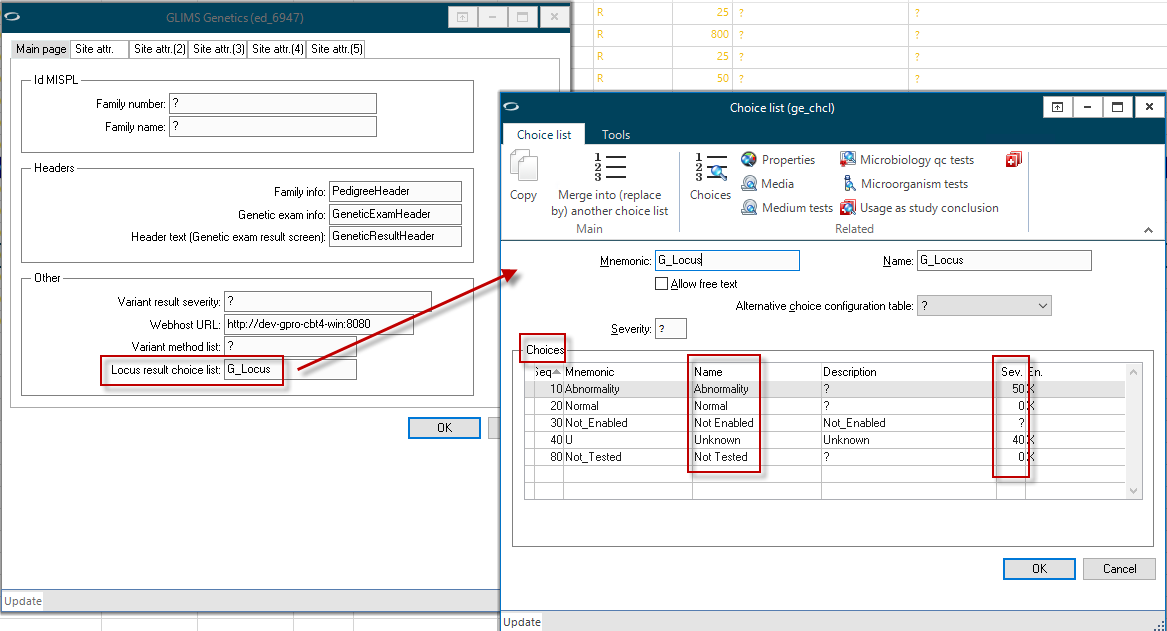 R 25 ? ?
R 800 ? ?
R 25 ? ?
R 50 ? ?
GLIMS Genetics (ed_6947)
Main page Site attr. Site attr.(2) Site attr.(3) Site attr.(4) Site attr.(5)
Id MISPL
Family number: ?
Family name: ?
Headers
Family info: PedigreeHeader
Genetic exam info: GeneticExamHeader
Header text (Genetic exam result screen): GeneticResultHeader
Other
Variant result severity: ?
Webhost URL: http://dev-gpro-cbt4-win:8080
Variant method list: ?
Locus result choice list: G_Locus
OK
Update
Choice list (ge_chcl)
Choice list Tools
Copy
Merge into (replace
by) another choice list
Main
Choices
Properties
Media
Medium tests
Microbiology qc tests
Microorganism tests
Usage as study conclusion
Related
Mnemonic: G_Locus Name: G_Locus
Allow free text
Alternative choice configuration table: ?
Severity: ?
Choices
Seq Mnemonic Name Description Sev. En.
10 Abnormality Abnormality ? 50 X
20 Normal Normal ? 0 X
30 Not_Enabled Not Enabled Not_Enabled ?
40 U Unknown Unknown 40 X
80 Not_Tested Not Tested ? 0 X
OK Cancel
Update